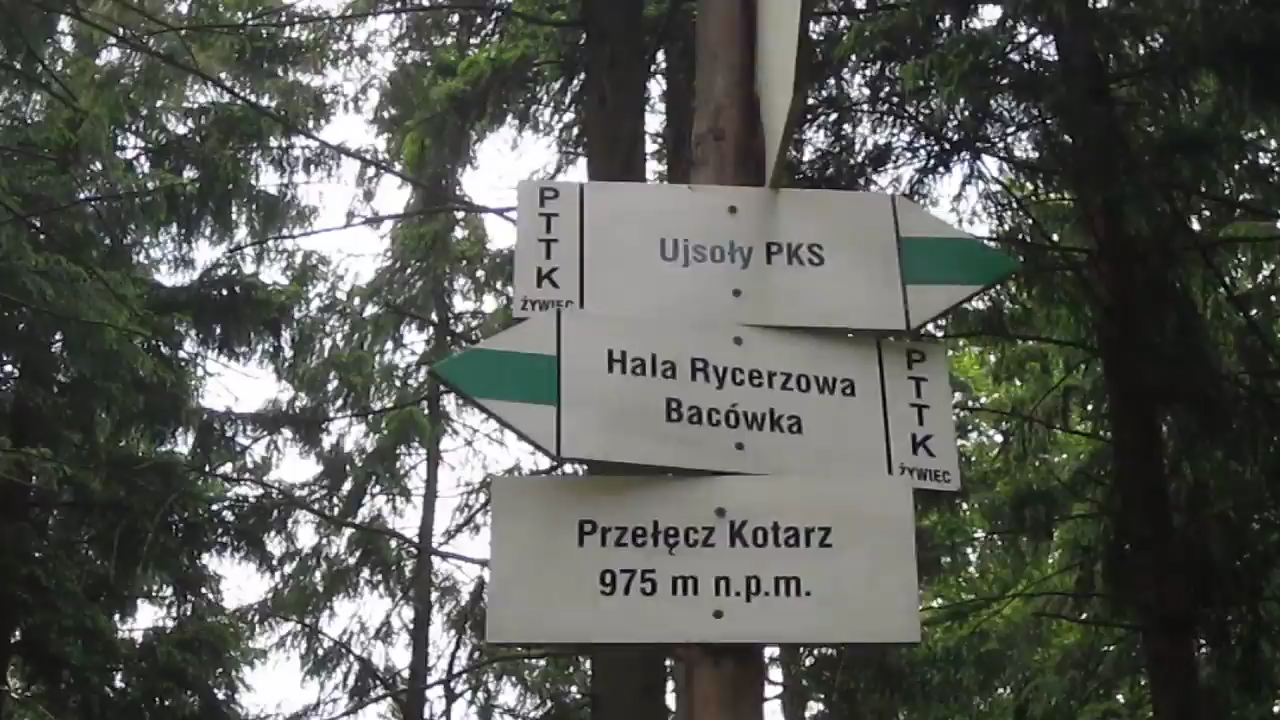 PTTK
ŻYWIEC
Ujsoły PKS
Hala Rycerzowa
Bacówka
PTTK
ŻYWIEC
Przełęcz Kotarz
975 m n.p.m.